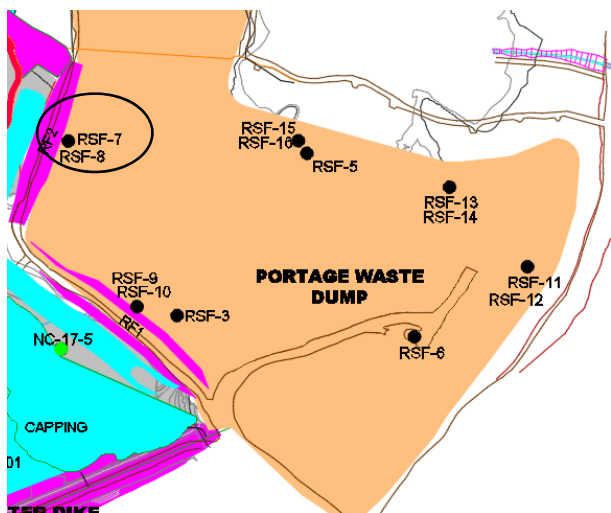 RSF-15
RSF-16
RSF-5
RF2
RSF-7
RSF-8
RSF-13
RSF-14
RSF-9
RSF-10
RSF-3
RF1
PORTAGE WASTE
DUMP
RSF-11
RSF-12
RSF-6
NC-17-5
CAPPING
01